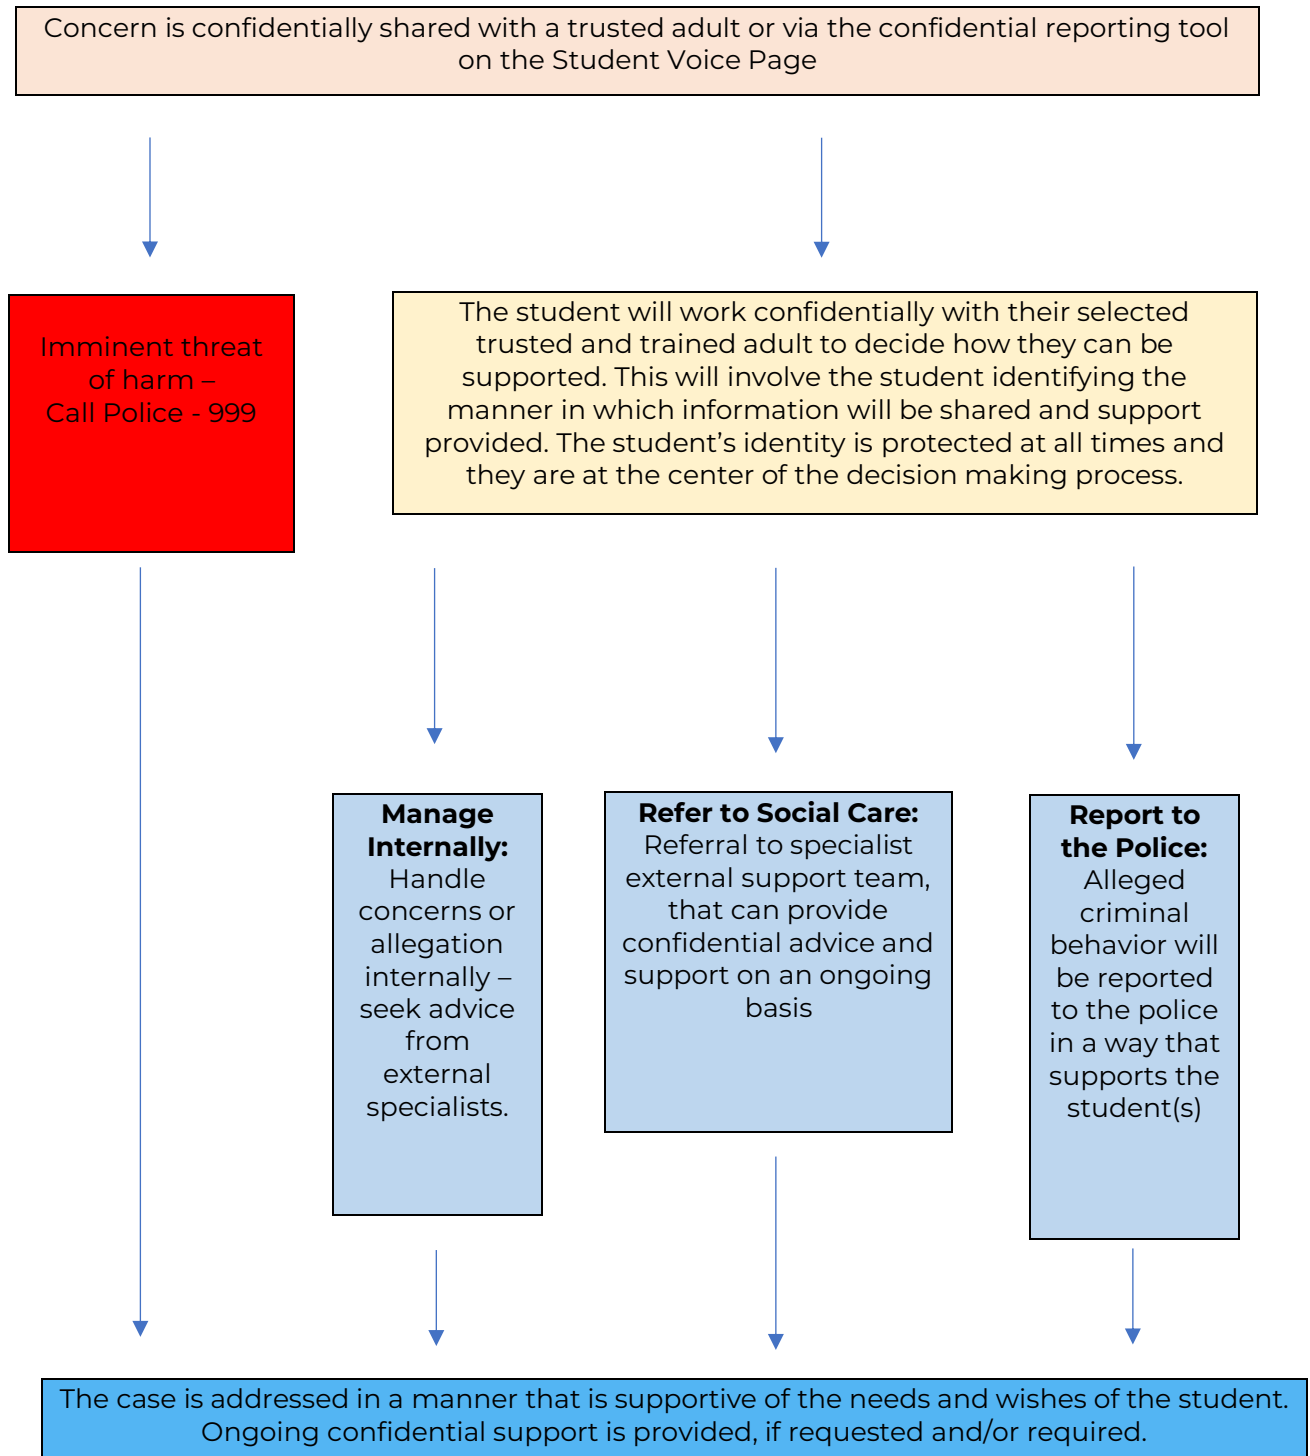 Concern is confidentially shared with a trusted adult or via the confidential reporting tool
on the Student Voice Page
Imminent threat
of harm –
Call Police - 999
The student will work confidentially with their selected
trusted and trained adult to decide how they can be
supported. This will involve the student identifying the
manner in which information will be shared and support
provided. The student’s identity is protected at all times and
they are at the center of the decision making process.
Manage
Internally:
Handle
concerns or
allegation
internally –
seek advice
from
external
specialists.
Refer to Social Care:
Referral to specialist
external support team,
that can provide
confidential advice and
support on an ongoing
basis
Report to
the Police:
Alleged
criminal
behavior will
be reported
to the police
in a way that
supports the
student(s)
The case is addressed in a manner that is supportive of the needs and wishes of the student.
Ongoing confidential support is provided, if requested and/or required.